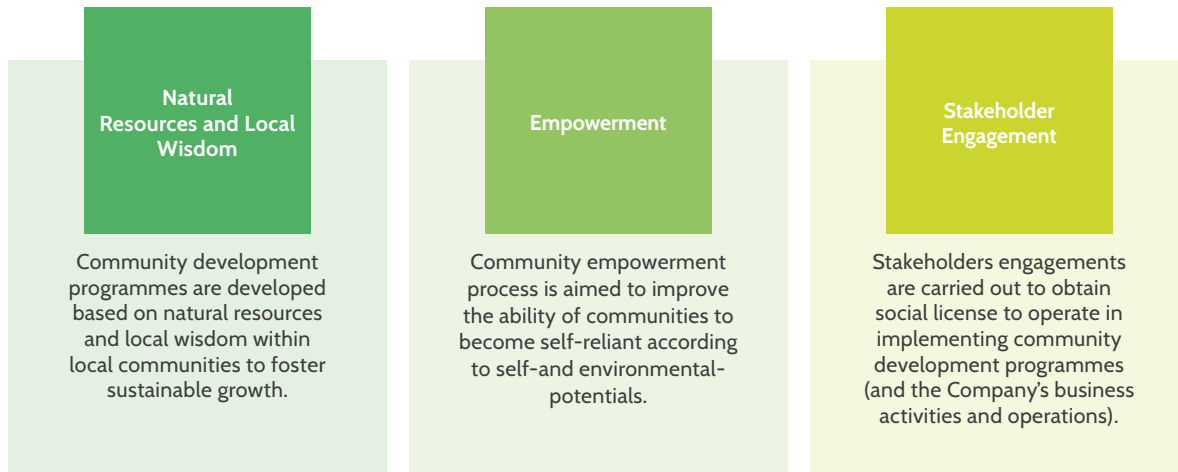 Natural
Resources and Local
Wisdom
Community development
programmes are developed
based on natural resources
and local wisdom within
local communities to foster
sustainable growth.
Empowerment
Community empowerment
process is aimed to improve
the ability of communities to
become self-reliant according
to self-and environmental-
potentials.
Stakeholder
Engagement
Stakeholders engagements
are carried out to obtain
social license to operate in
implementing community
development programmes
(and the Company’s business
activities and operations).